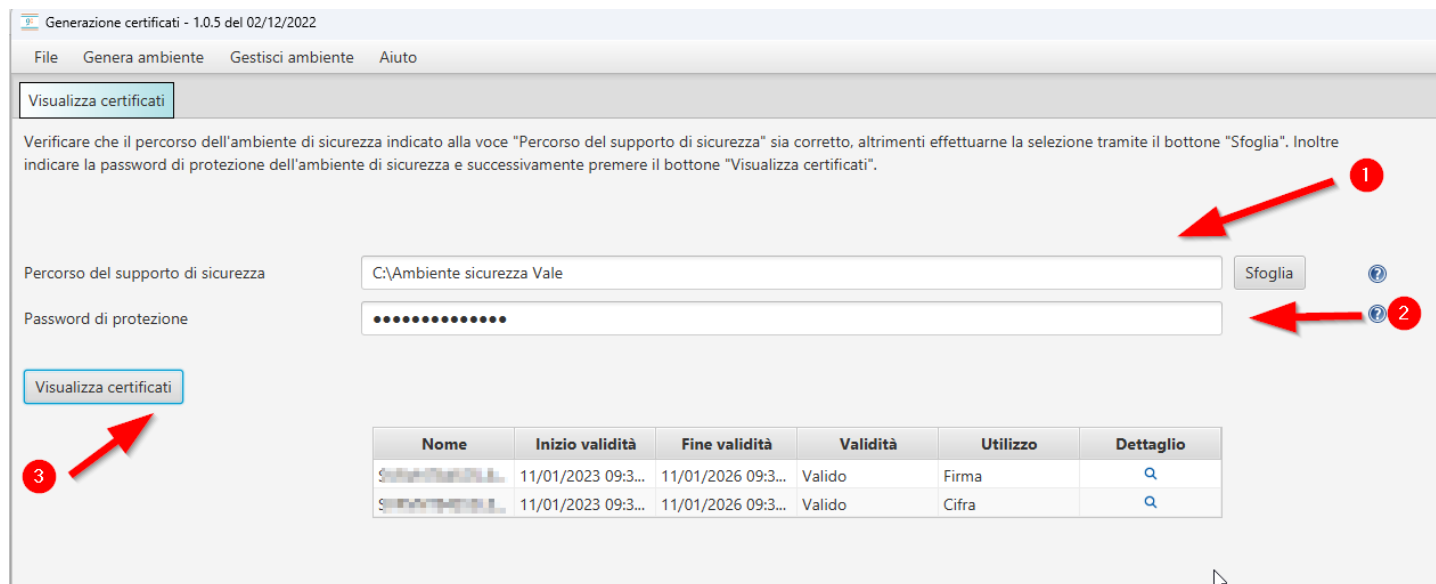 Generazione certificati - 1.0.5 del 02/12/2022
File Genera ambiente Gestisci ambiente Aiuto
Visualizza certificati
Verificare che il percorso dell'ambiente di sicurezza indicato alla voce "Percorso del supporto di sicurezza" sia corretto, altrimenti effettuarne la selezione tramite il bottone "Sfoglia". Inoltre
indicare la password di protezione dell'ambiente di sicurezza e successivamente premere il bottone "Visualizza certificati".
1
Percorso del supporto di sicurezza C:\Ambiente sicurezza Vale Sfoglia ?
Password di protezione •••••••••••••• ? 2
Visualizza certificati
3
Nome Inizio validità Fine validità Validità Utilizzo Dettaglio
11/01/2023 09:3... 11/01/2026 09:3... Valido Firma
11/01/2023 09:3... 11/01/2026 09:3... Valido Cifra